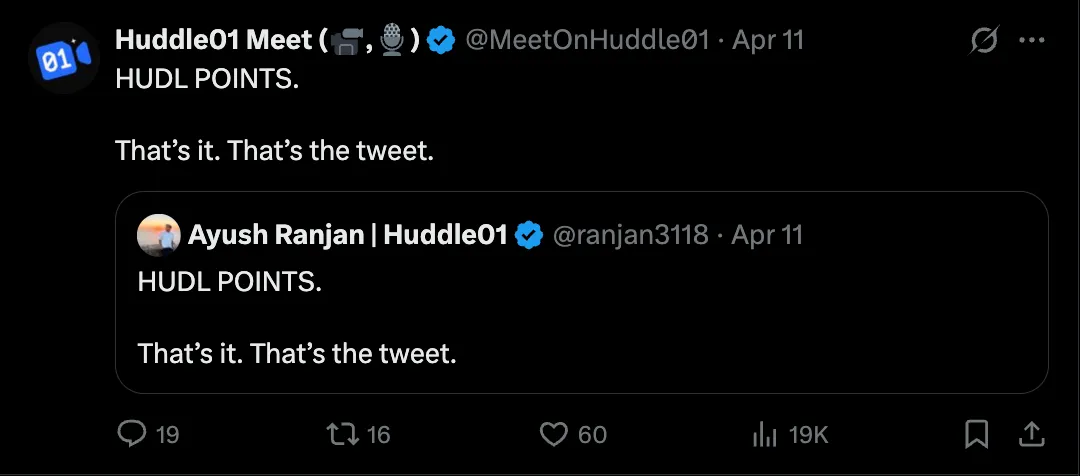 01
Huddle01 Meet (🎥, 🎙️) @MeetOnHuddle01 · Apr 11
HUDL POINTS.
That’s it. That’s the tweet.
Ayush Ranjan | Huddle01 @ranjan3118 · Apr 11
HUDL POINTS.
That’s it. That’s the tweet.
19 16 60 19K